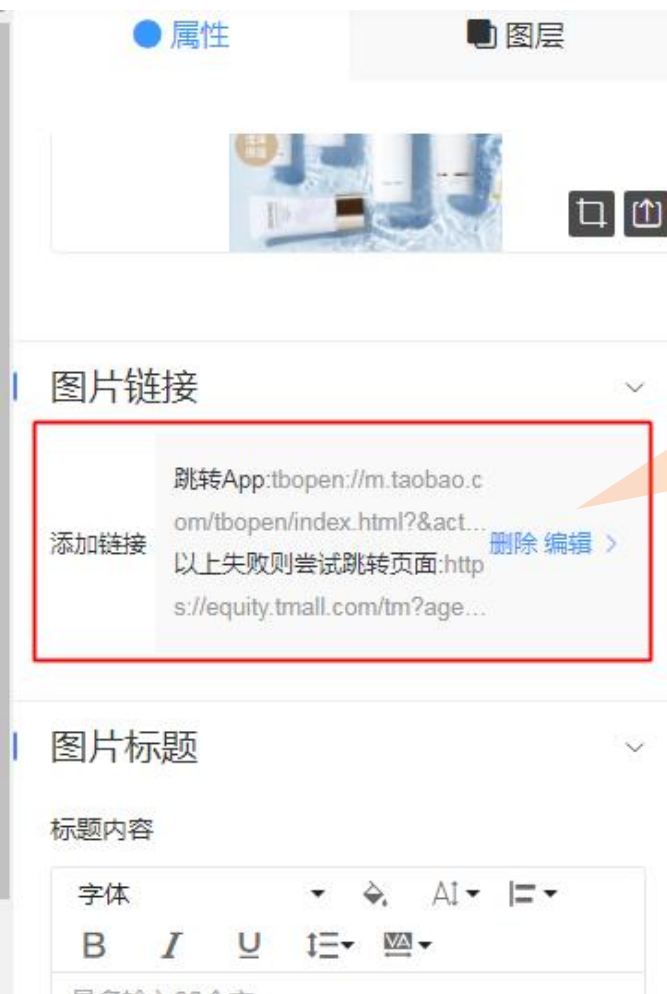 属性
图层
图片链接
添加链接
跳转App:tbopen://m.taobao.c
om/tbopen/index.html?&act...
以上失败则尝试跳转页面:http
s://equity.tmall.com/tm?age...
删除 编辑 >
图片标题
标题内容
字体
B I U